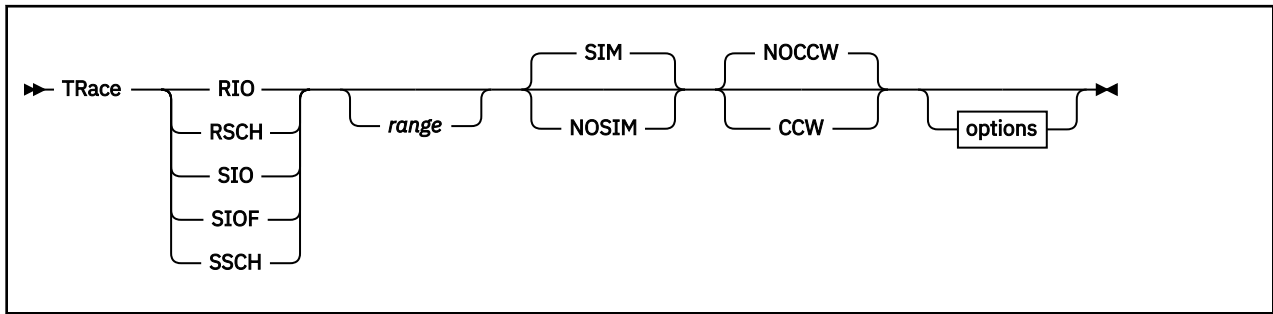 SIM NOCCW
TRace RIO range NOSIM CCW options
RSCH
SIO
SIOF
SSCH